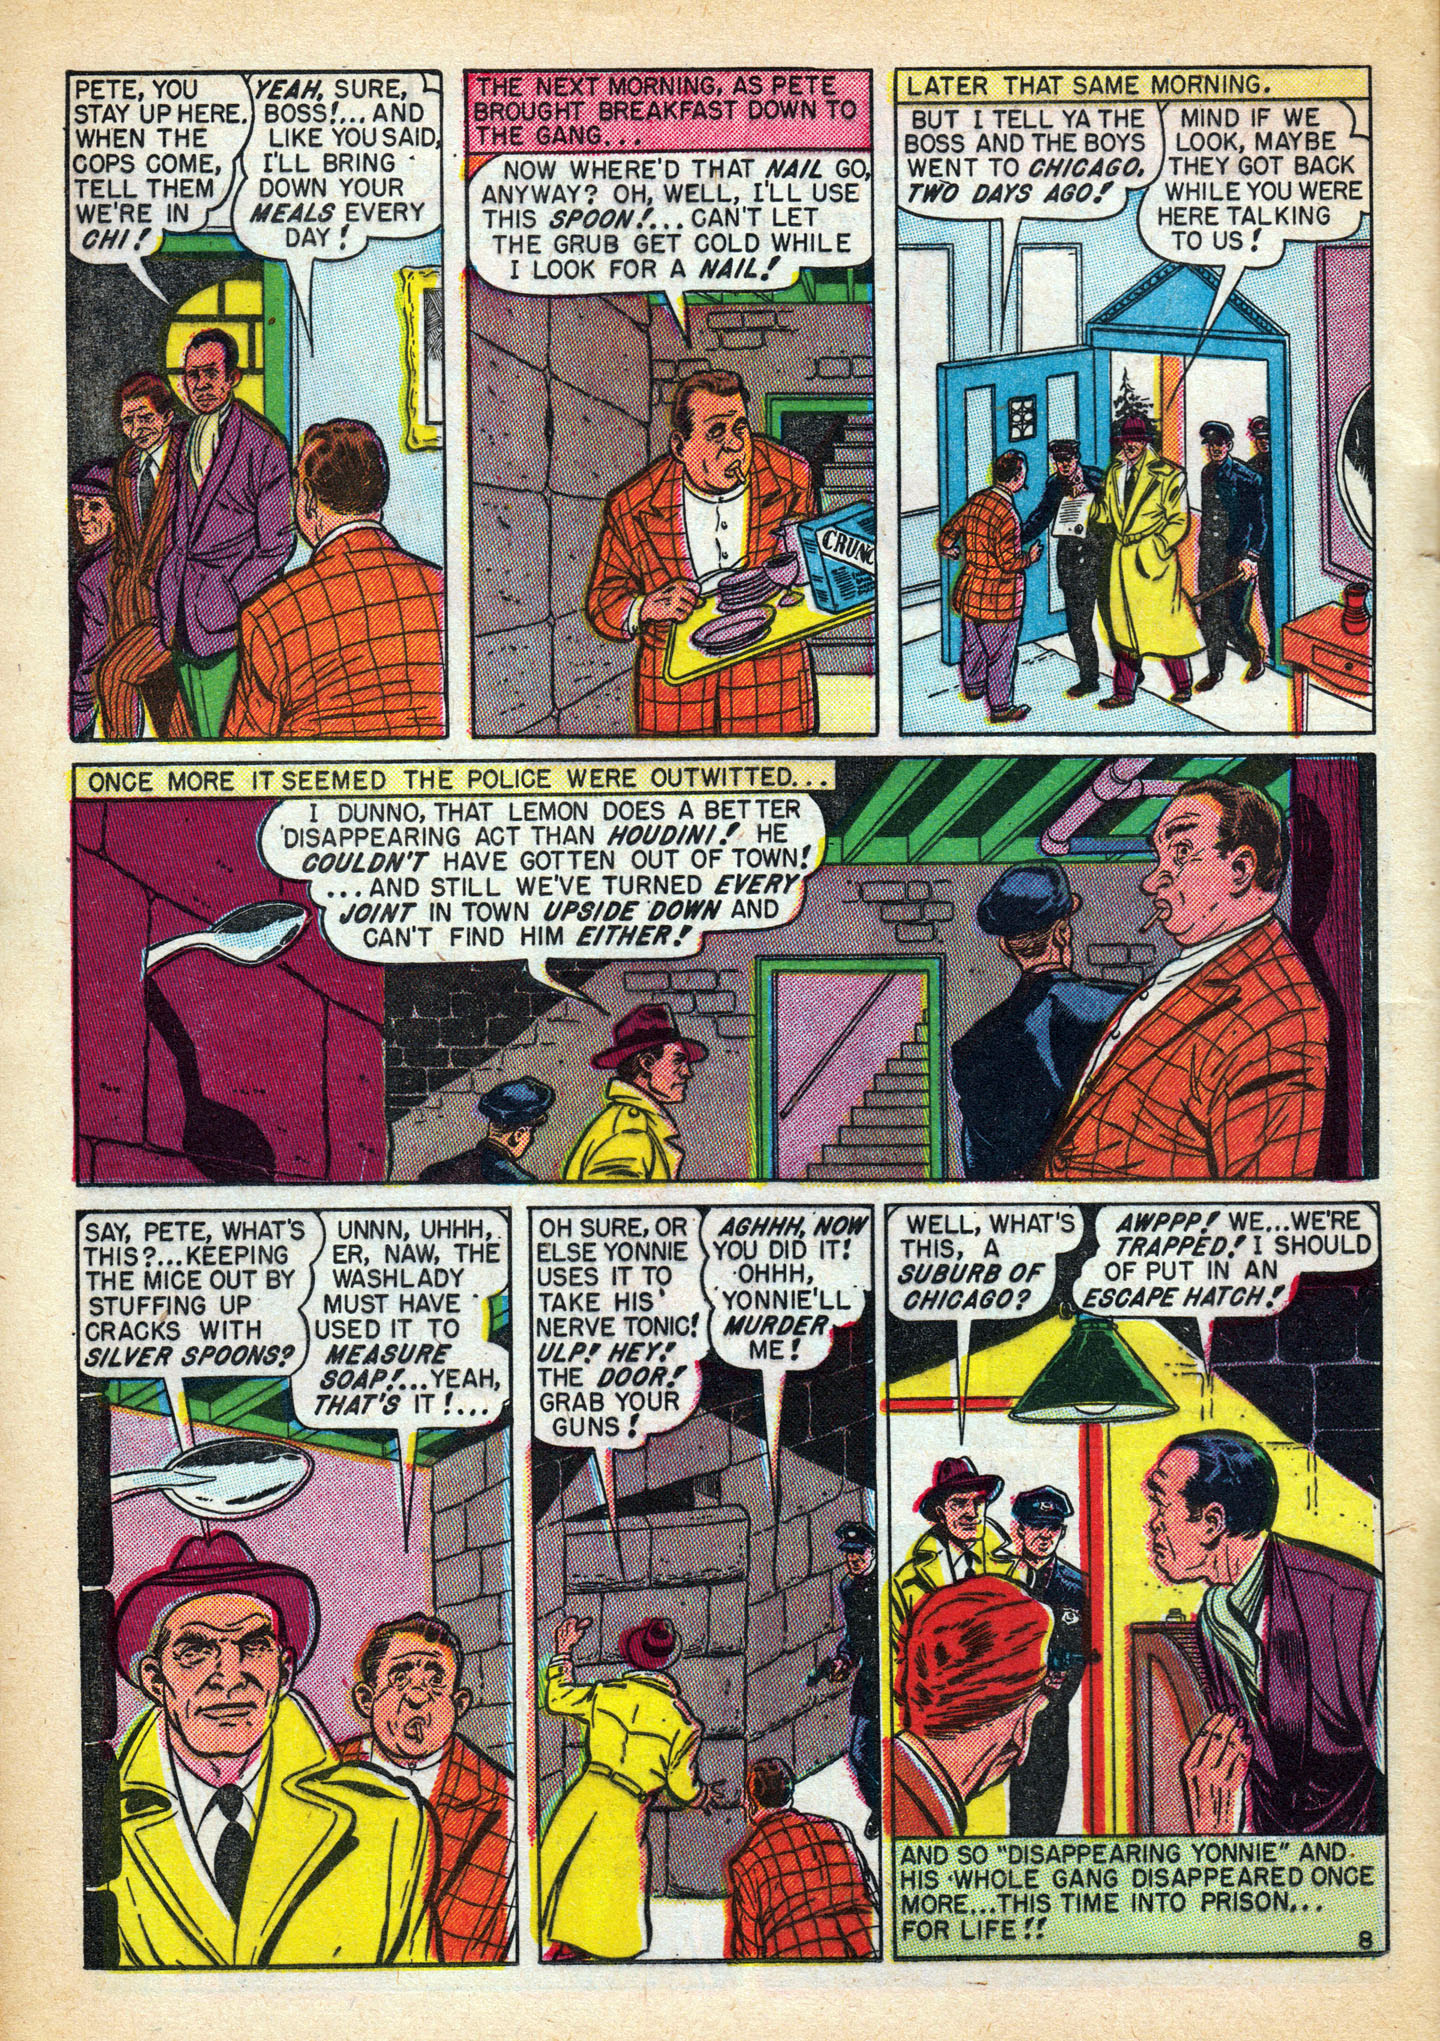 PETE, YOU
STAY UP HERE.
WHEN THE
COPS COME,
TELL THEM
WE'RE IN
CHI!
YEAH, SURE,
BOSS!... AND
LIKE YOU SAID,
I'LL BRING
DOWN YOUR
MEALS EVERY
DAY!
THE NEXT MORNING, AS PETE
BROUGHT BREAKFAST DOWN TO
THE GANG...
NOW WHERE'D THAT NAIL GO,
ANYWAY? OH, WELL, I'LL USE
THIS SPOON!... CAN'T LET
THE GRUB GET COLD WHILE
I LOOK FOR A NAIL!
CRUNC
LATER THAT SAME MORNING.
BUT I TELL YA THE
BOSS AND THE BOYS
WENT TO CHICAGO,
TWO DAYS AGO!
MIND IF WE
LOOK, MAYBE
THEY GOT BACK
WHILE YOU WERE
HERE TALKING
TO US!
ONCE MORE IT SEEMED THE POLICE WERE OUTWITTED...
I DUNNO, THAT LEMON DOES A BETTER
DISAPPEARING ACT THAN HOUDINI! HE
COULDN'T HAVE GOTTEN OUT OF TOWN!
...AND STILL WE'VE TURNED EVERY
JOINT IN TOWN UPSIDE DOWN AND
CAN'T FIND HIM EITHER!
SAY, PETE, WHAT'S
THIS?...KEEPING
THE MICE OUT BY
STUFFING UP
CRACKS WITH
SILVER SPOONS?
UNNN, UHHH,
ER, NAW, THE
WASHLADY
MUST HAVE
USED IT TO
MEASURE
SOAP!...YEAH,
THAT'S IT!...
OH SURE, OR
ELSE YONNIE
USES IT TO
TAKE HIS
NERVE TONIC!
ULP! HEY!
THE DOOR!
GRAB YOUR
GUNS!
AGHHH, NOW
YOU DID IT!
OHHH,
YONNIE'LL
MURDER
ME!
WELL, WHAT'S
THIS, A
SUBURB OF
CHICAGO?
AWPPP! WE...WE'RE
TRAPPED! I SHOULD
OF PUT IN AN
ESCAPE HATCH!
AND SO "DISAPPEARING YONNIE" AND
HIS WHOLE GANG DISAPPEARED ONCE
MORE...THIS TIME INTO PRISON...
FOR LIFE!!
8